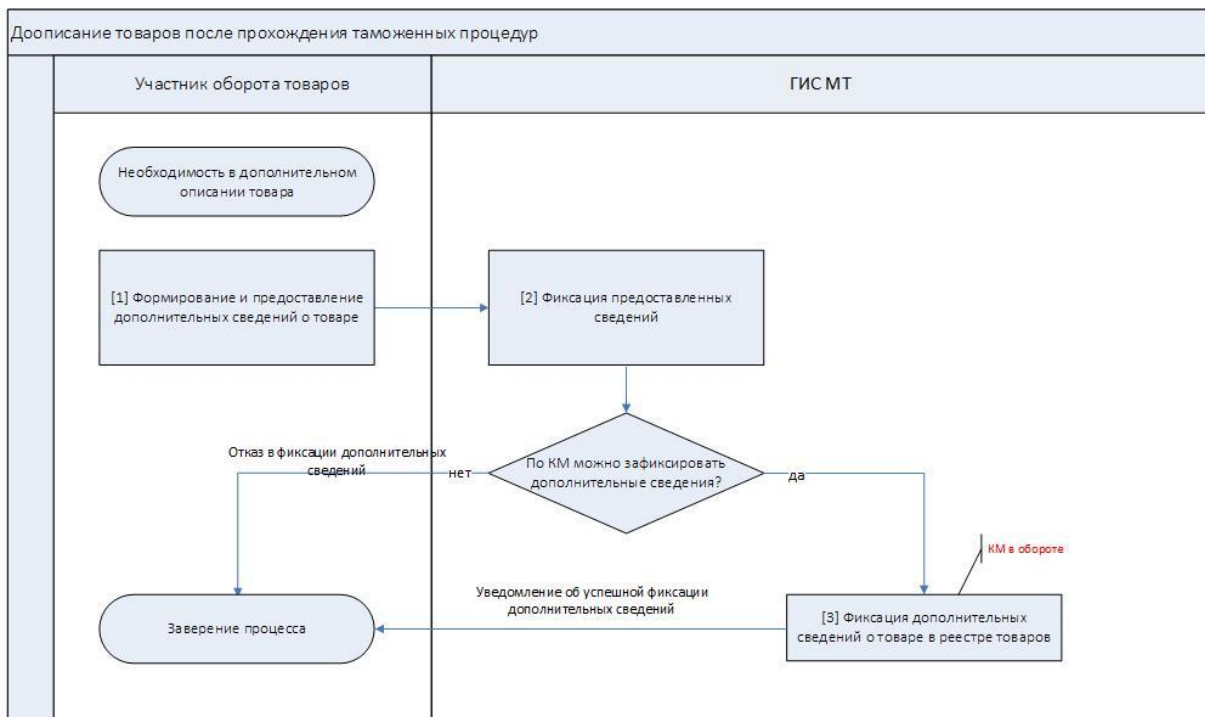 Доописание товаров после прохождения таможенных процедур
Участник оборота товаров
ГИС МТ
Необходимость в дополнительном
описании товара
[1] Формирование и предоставление
дополнительных сведений о товаре
[2] Фиксация предоставленных
сведений
Отказ в фиксации дополнительных
сведений
нет
По КМ можно зафиксировать
дополнительные сведения?
да
КМ в обороте
Уведомление об успешной фиксации
дополнительных сведений
Заверение процесса
[3] Фиксация дополнительных
сведений о товаре в реестре товаров